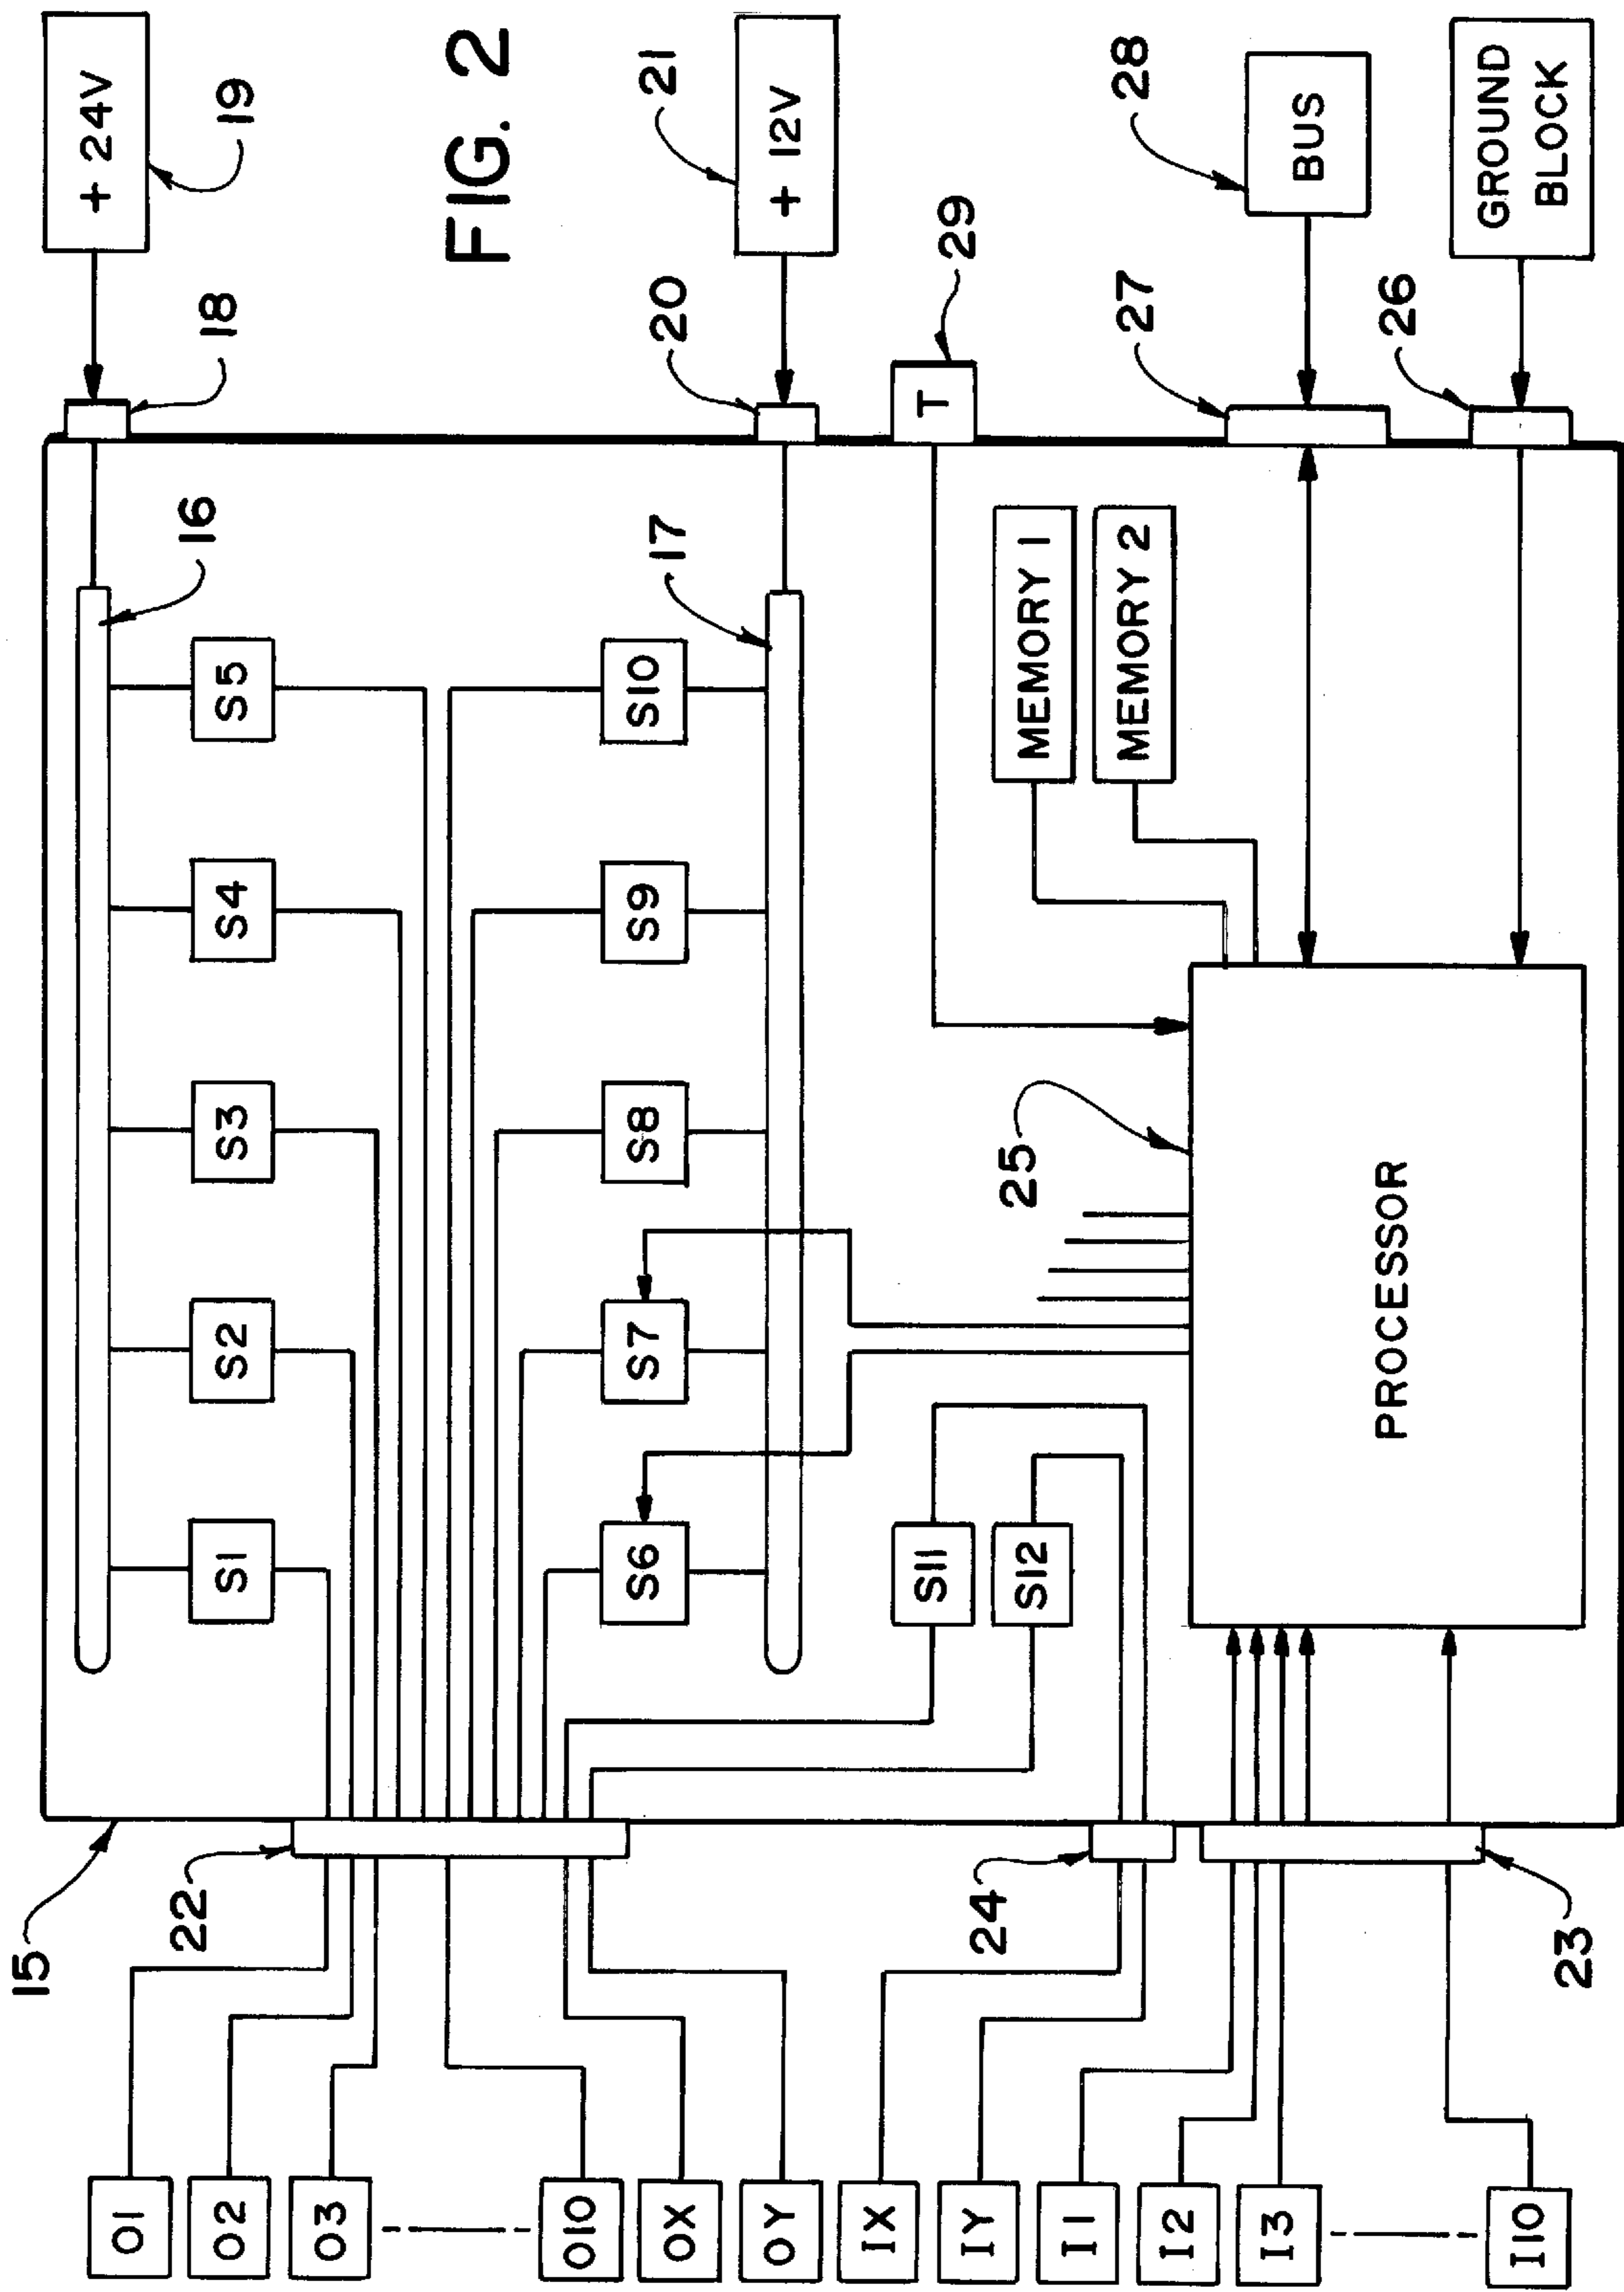 FIG. 2
+ 24V
19
18
16
S1
S2
S3
S4
S5
+ 12V
21
20
17
S6
S7
S8
S9
S10
T
29
MEMORY 1
MEMORY 2
S11
S12
25
PROCESSOR
BUS
28
27
GROUND
BLOCK
26
15
22
24
23
O1
O2
O3
O10
OX
OY
IX
IY
I1
I2
I3
I10